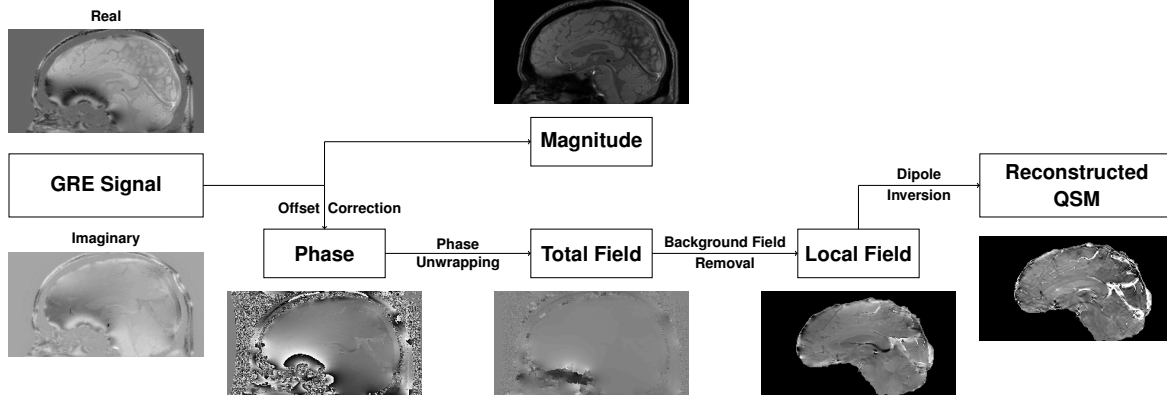 Real
GRE Signal
Imaginary
Magnitude
Offset Correction
Phase
Phase
Unwrapping
Total Field
Background Field
Removal
Local Field
Dipole
Inversion
Reconstructed
QSM